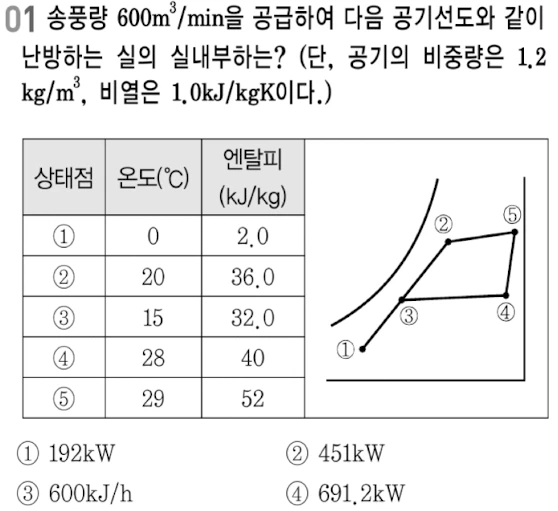 01 송풍량 600m³/min을 공급하여 다음 공기선도와 같이
난방하는 실의 실내부하는? (단, 공기의 비중량은 1.2
kg/m³, 비열은 1.0kJ/kgK이다.)
상태점 온도(℃) 엔탈피
(kJ/kg)
① 0 2.0
② 20 36.0
③ 15 32.0
④ 28 40
⑤ 29 52
⑤
②
③
④
①
① 192kW ② 451kW
③ 600kJ/h ④ 691.2kW